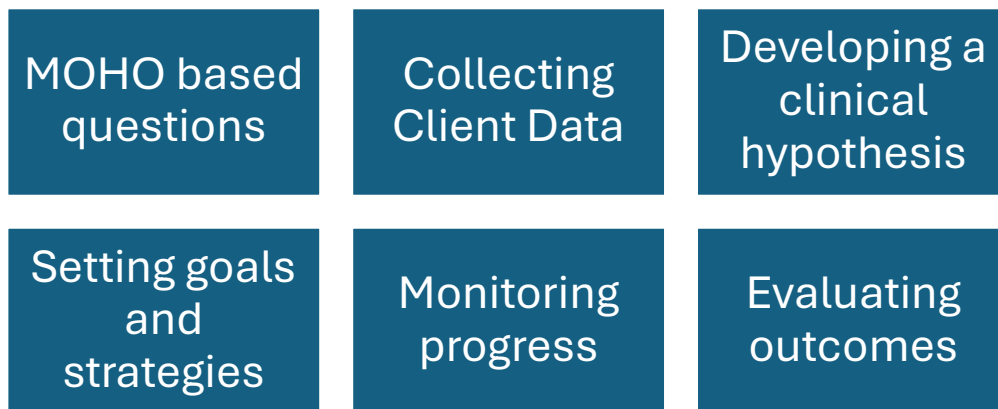 MOHO based
questions
Collecting
Client Data
Developing a
clinical
hypothesis
Setting goals
and
strategies
Monitoring
progress
Evaluating
outcomes